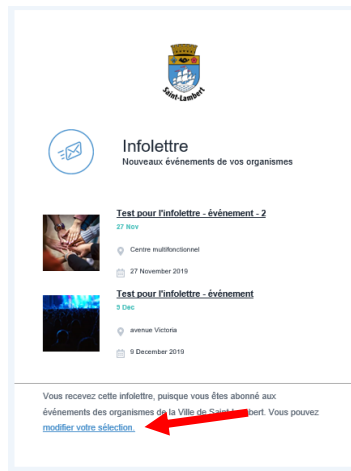 Saint-Lambert
Infolettre
Nouveaux événements de vos organismes
Test pour l'infolettre - événement - 2
27 Nov
Centre multifonctionnel
27 November 2019
Test pour l'infolettre - événement
9 Dec
avenue Victoria
9 December 2019
Vous recevez cette infolettre, puisque vous êtes abonné aux
événements des organismes de la Ville de Saint-Lambert. Vous pouvez
modifier votre sélection.